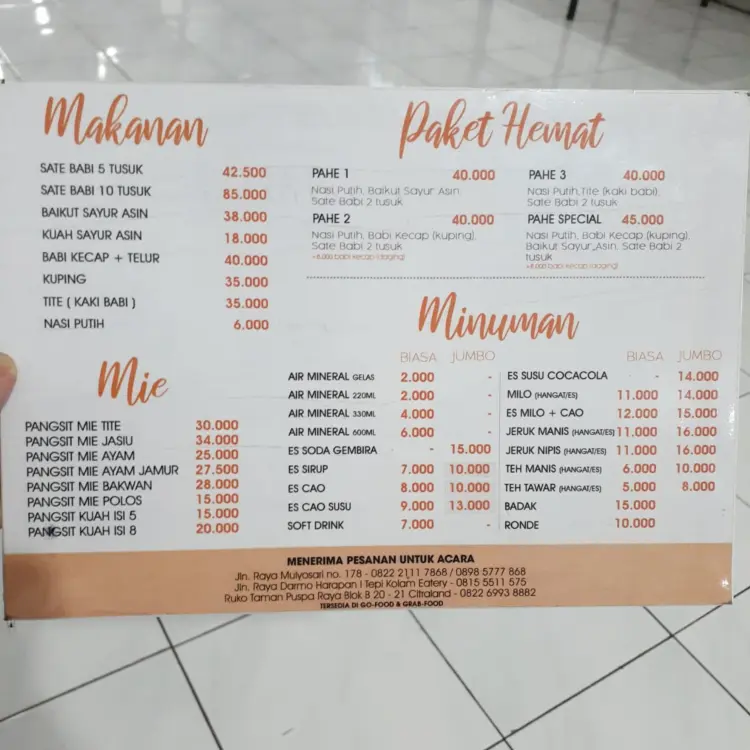 Makanan
SATE BABI 5 TUSUK 42.500
SATE BABI 10 TUSUK 85.000
BAIKUT SAYUR ASIN 38.000
KUAH SAYUR ASIN 18.000
BABI KECAP + TELUR 40.000
KUPING 35.000
TITE ( KAKI BABI ) 35.000
NASI PUTIH 6.000
Mie
PANGSIT MIE TITE 30.000
PANGSIT MIE JASIU 34.000
PANGSIT MIE AYAM 25.000
PANGSIT MIE AYAM JAMUR 27.500
PANGSIT MIE BAKWAN 28.000
PANGSIT MIE POLOS 15.000
PANGSIT KUAH ISI 5 15.000
PANGSIT KUAH ISI 8 20.000
Paket Hemat
PAHE 1 40.000
Nasi Putih, Baikut Sayur Asin,
Sate Babi 2 tusuk
PAHE 2 40.000
Nasi Putih, Babi Kecap (kuping),
Sate Babi 2 tusuk
+8.000 babi kecap (daging)
PAHE 3 40.000
Nasi Putih,Tite (kaki babi),
Sate Babi 2 tusuk
PAHE SPECIAL 45.000
Nasi Putih, Babi Kecap (kuping),
Baikut Sayur Asin, Sate Babi 2
tusuk
+8.000 babi kecap (daging)
Minuman
BIASA JUMBO
AIR MINERAL GELAS 2.000 -
AIR MINERAL 220ML 2.000 -
AIR MINERAL 330ML 4.000 -
AIR MINERAL 600ML 6.000 -
ES SODA GEMBIRA - 15.000
ES SIRUP 7.000 10.000
ES CAO 8.000 10.000
ES CAO SUSU 9.000 13.000
SOFT DRINK 7.000 -
BIASA JUMBO
ES SUSU COCACOLA - 14.000
MILO (HANGAT/ES) 11.000 14.000
ES MILO + CAO 12.000 15.000
JERUK MANIS (HANGAT/ES) 11.000 16.000
JERUK NIPIS (HANGAT/ES) 11.000 16.000
TEH MANIS (HANGAT/ES) 6.000 10.000
TEH TAWAR (HANGAT/ES) 5.000 8.000
BADAK 15.000
RONDE 10.000
MENERIMA PESANAN UNTUK ACARA
Jln. Raya Mulyosari no. 178 - 0822 2111 7868 / 0898 5777 868
Jln. Raya Darmo Harapan I Tepi Kolam Eatery - 0815 5511 575
Ruko Taman Puspa Raya Blok B 20 - 21 Citraland - 0822 6993 8882
TERSEDIA DI GO-FOOD & GRAB-FOOD